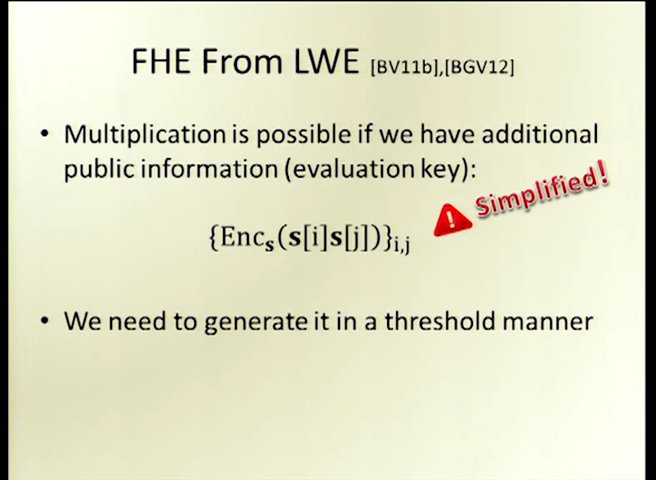 FHE From LWE [BV11b],[BGV12]
• Multiplication is possible if we have additional
public information (evaluation key):
Simplified!
{Enc_s(s[i]s[j])}_{i,j}
• We need to generate it in a threshold manner